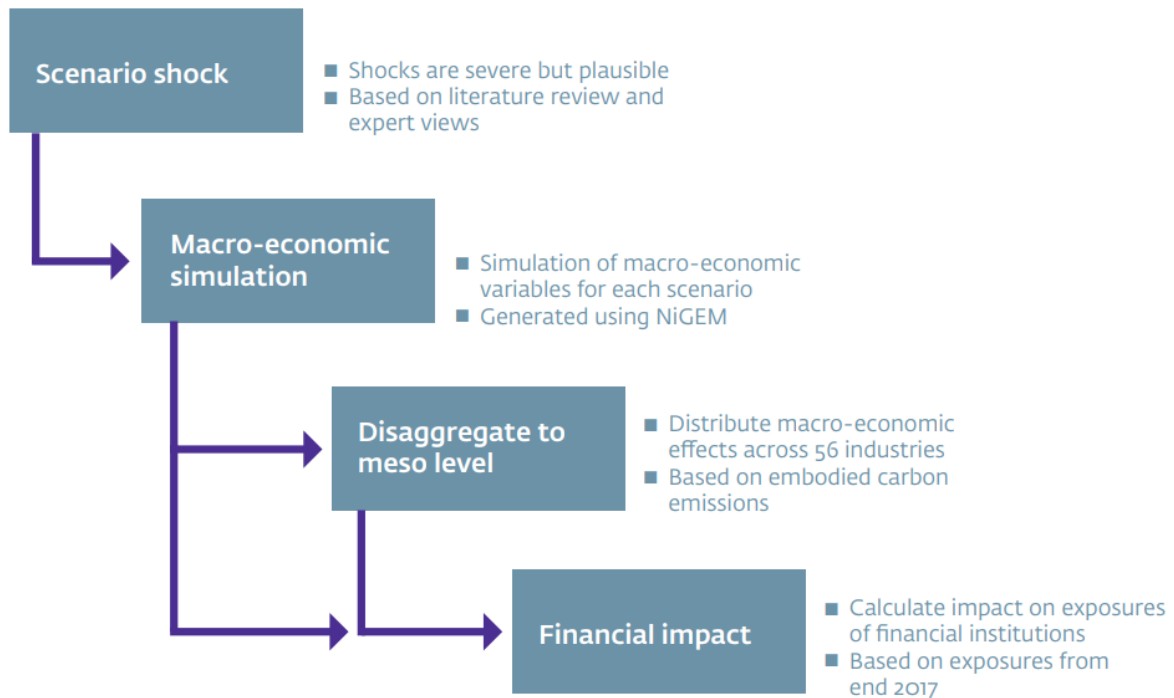 Scenario shock
■ Shocks are severe but plausible
■ Based on literature review and
expert views
Macro-economic
simulation
■ Simulation of macro-economic
variables for each scenario
■ Generated using NiGEM
Disaggregate to
meso level
■ Distribute macro-economic
effects across 56 industries
■ Based on embodied carbon
emissions
Financial impact
■ Calculate impact on exposures
of financial institutions
■ Based on exposures from
end 2017